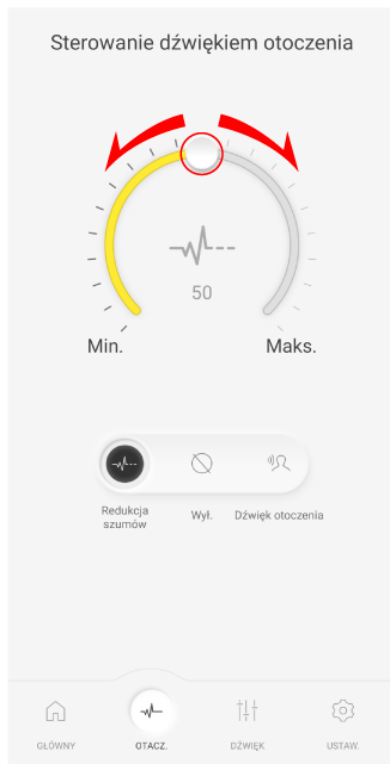 Sterowanie dźwiękiem otoczenia
50
Min. Maks.
Redukcja
szumów
Wył.
Dźwięk otoczenia
GŁÓWNY OTACZ. DŹWIĘK USTAW.